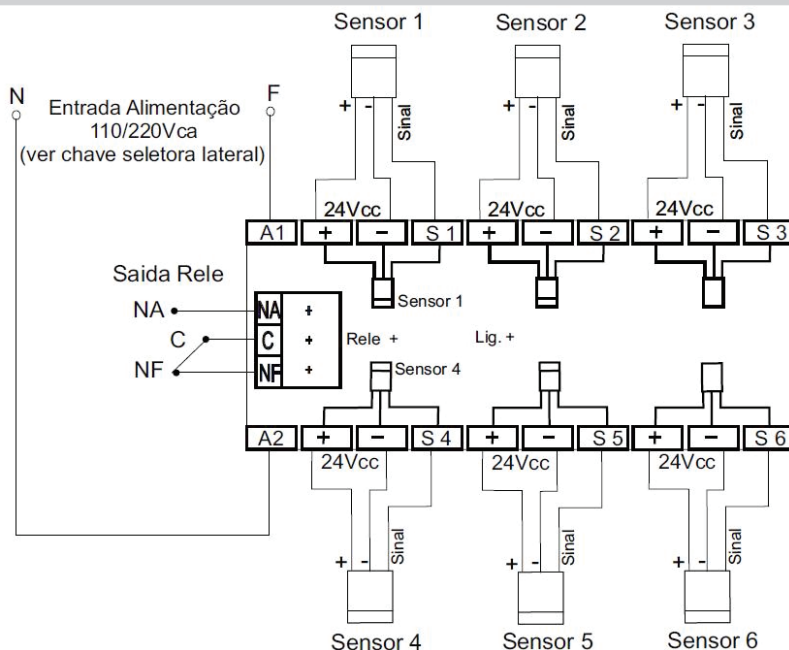 Sensor 1
Sensor 2
Sensor 3
N
Entrada Alimentação
110/220Vca
(ver chave seletora lateral)
F
+ - Sinal
+ - Sinal
+ - Sinal
24Vcc
24Vcc
24Vcc
A1 + - S 1 + - S 2 + - S 3
Saida Rele
Sensor 1
NA
NA +
C
C +
Rele +
Lig. +
NF
NF +
Sensor 4
A2 + - S 4 + - S 5 + - S 6
24Vcc
24Vcc
24Vcc
+ - Sinal
+ - Sinal
+ - Sinal
Sensor 4
Sensor 5
Sensor 6